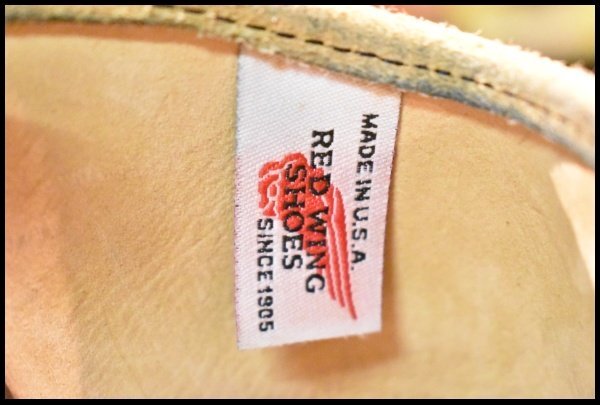 MADE IN U.S.A.
RED WING
SHOES
SINCE 1905